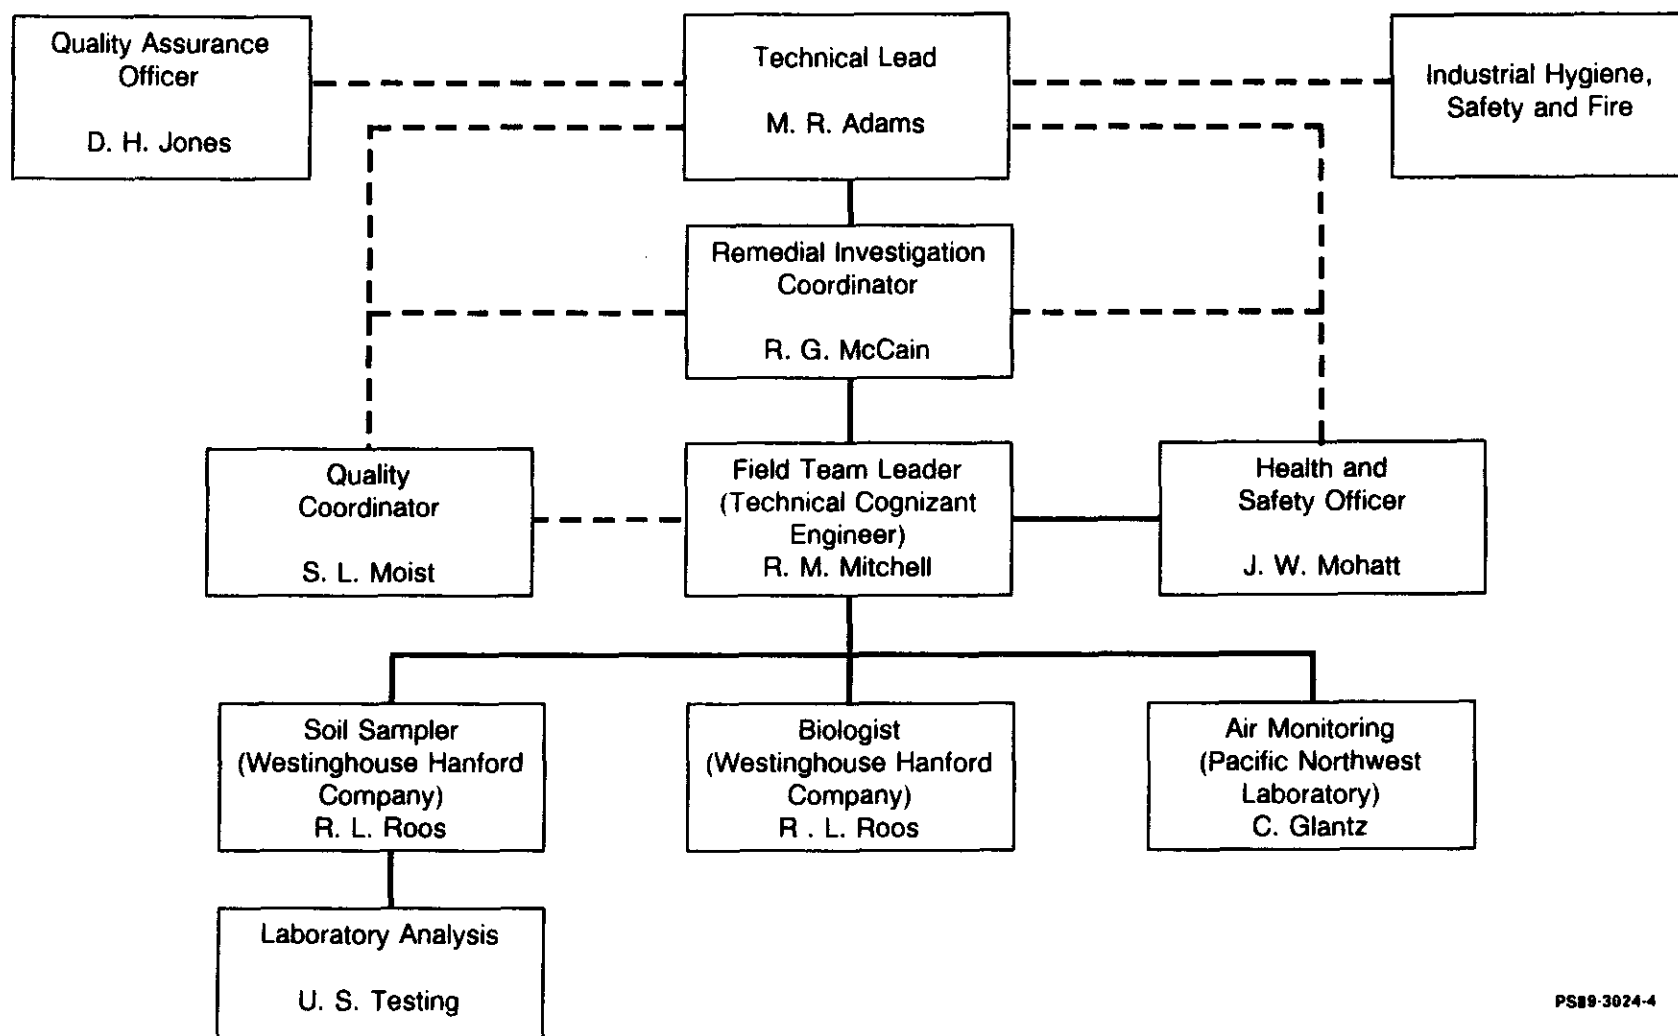 Quality Assurance
Officer
D. H. Jones
Technical Lead
M. R. Adams
Industrial Hygiene,
Safety and Fire
Remedial Investigation
Coordinator
R. G. McCain
Quality
Coordinator
S. L. Moist
Field Team Leader
(Technical Cognizant
Engineer)
R. M. Mitchell
Health and
Safety Officer
J. W. Mohatt
Soil Sampler
(Westinghouse Hanford
Company)
R. L. Roos
Biologist
(Westinghouse Hanford
Company)
R . L. Roos
Air Monitoring
(Pacific Northwest
Laboratory)
C. Glantz
Laboratory Analysis
U. S. Testing
PS89-3024-4